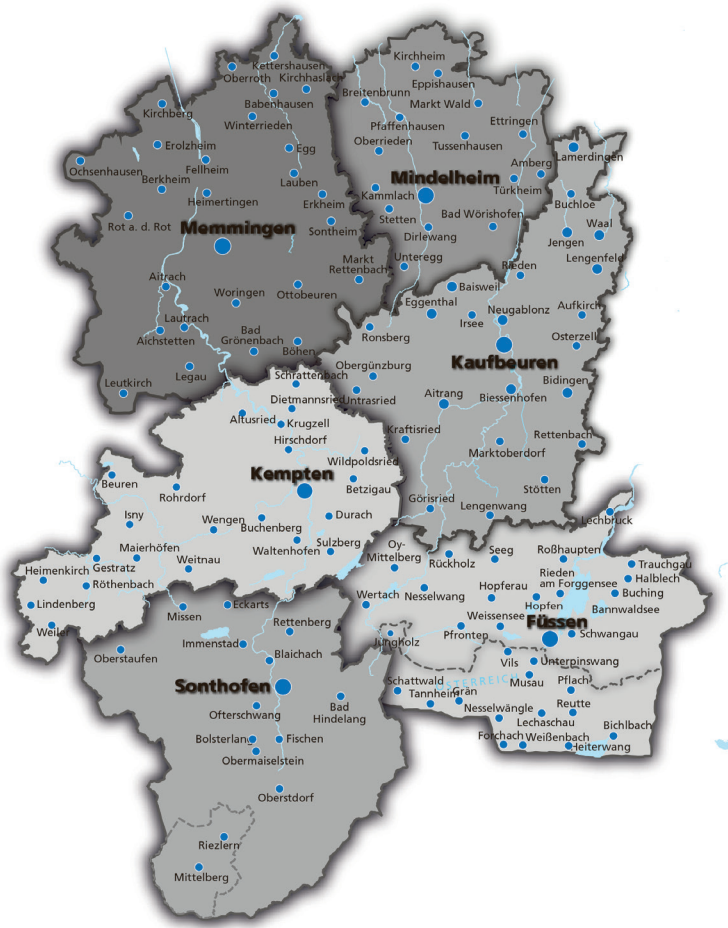 Kettershausen
Oberroth
Kirchhaslach
Babenhausen
Kirchberg
Winterrieden
Erolzheim
Egg
Ochsenhausen
Fellheim
Berkheim
Lauben
Heimertingen
Erkheim
Rot a. d. Rot
Memmingen
Sontheim
Markt
Rettenbach
Aitrach
Woringen
Ottobeuren
Lautrach
Aichstetten
Bad
Grönenbach
Böhen
Legau
Leutkirch
Kirchheim
Eppishausen
Breitenbrunn
Markt Wald
Pfaffenhausen
Ettringen
Oberrieden
Tussenhausen
Amberg
Mindelheim
Türkheim
Kammlach
Stetten
Bad Wörishofen
Dirlewang
Unteregg
Lamerdingen
Buchloe
Waal
Jengen
Lengenfeld
Rieden
Baisweil
Eggenthal
Irsee
Neugablonz
Aufkirch
Ronsberg
Osterzell
Kaufbeuren
Obergünzburg
Untrasried
Aitrang
Biessenhofen
Bidingen
Kraftisried
Marktoberdorf
Rettenbach
Stötten
Görisried
Lengenwang
Schrattenbach
Dietmannsried
Altusried
Krugzell
Hirschdorf
Wildpoldsried
Kempten
Betzigau
Beuren
Rohrdorf
Isny
Wengen
Buchenberg
Durach
Waltenhofen
Sulzberg
Maierhöfen
Gestratz
Weitnau
Heimenkirch
Röthenbach
Lindenberg
Weiler
Lechbruck
Oy-
Mittelberg
Rückholz
Seeg
Roßhaupten
Trauchgau
Rieden
am Forggensee
Halblech
Buching
Wertach
Nesselwang
Hopferau
Hopfen
Bannwaldsee
Weissensee
Füssen
Schwangau
Pfronten
Jungholz
Vils
Unterpinswang
Schattwald
ÖSTERREICH
Musau
Pflach
Tannheim
Grän
Nesselwängle
Reutte
Lechaschau
Forchach
Weißenbach
Bichlbach
Heiterwang
Missen
Eckarts
Rettenberg
Immenstadt
Oberstaufen
Blaichach
Sonthofen
Ofterschwang
Bad
Hindelang
Bolsterlang
Fischen
Obermaiselstein
Oberstdorf
Riezlern
Mittelberg